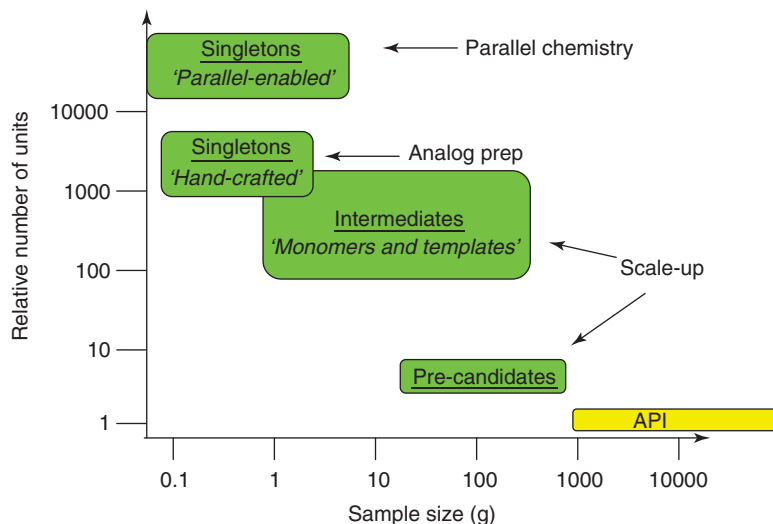 Singletons
'Parallel-enabled'
Parallel chemistry
10000
Singletons
'Hand-crafted'
Analog prep
1000
Intermediates
'Monomers and templates'
100
Scale-up
10
Pre-candidates
1
API
Relative number of units
0.1 1 10 100 1000 10000
Sample size (g)